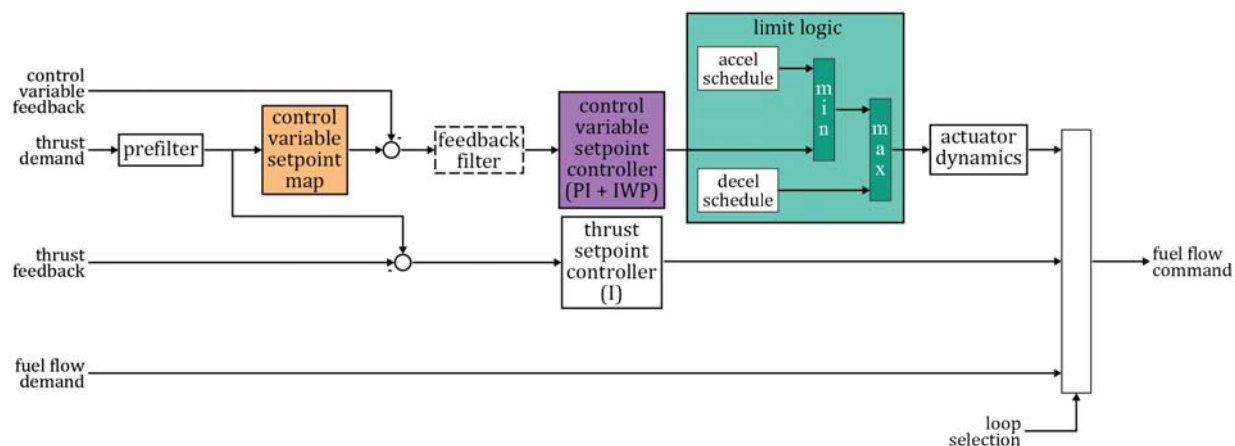 limit logic
accel
schedule
min
max
decel
schedule
control
variable
feedback
thrust
demand
prefilter
control
variable
setpoint
map
-
feedback
filter
control
variable
setpoint
controller
(PI + IWP)
actuator
dynamics
thrust
feedback
-
thrust
setpoint
controller
(I)
fuel flow
command
fuel flow
demand
loop
selection